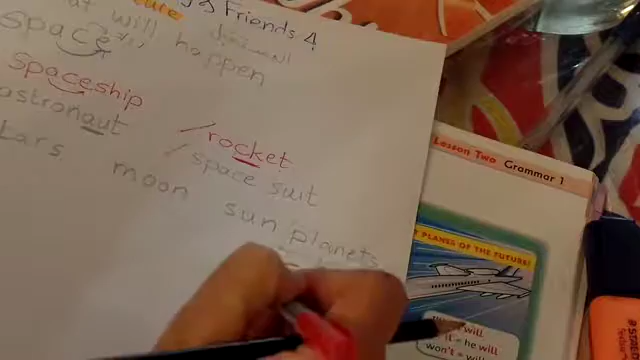 Friends 4
will happen
space
spaceship
rocket
astronaut
space suit
stars moon sun planets
Lesson Two Grammar 1
PLANES OF THE FUTURE!
will
= he will
won't = will